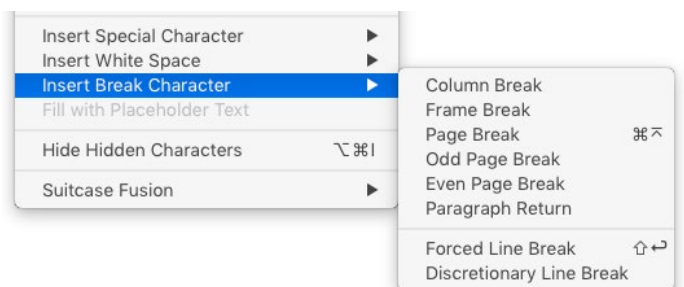 Insert Special Character ▶
Insert White Space ▶
Insert Break Character ▶
Fill with Placeholder Text
Hide Hidden Characters ⌥⌘I
Suitcase Fusion ▶
Column Break
Frame Break
Page Break ⌘⌤
Odd Page Break
Even Page Break
Paragraph Return
Forced Line Break ⇧↩
Discretionary Line Break